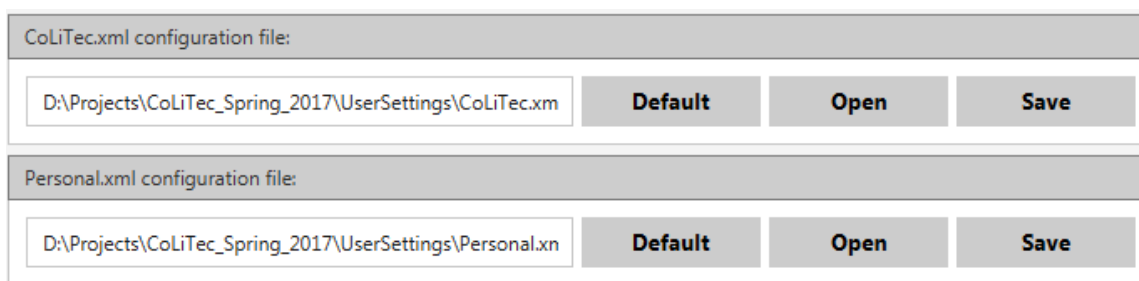 CoLiTec.xml configuration file:
D:\Projects\CoLiTec_Spring_2017\UserSettings\CoLiTec.xm Default Open Save
Personal.xml configuration file:
D:\Projects\CoLiTec_Spring_2017\UserSettings\Personal.xn Default Open Save